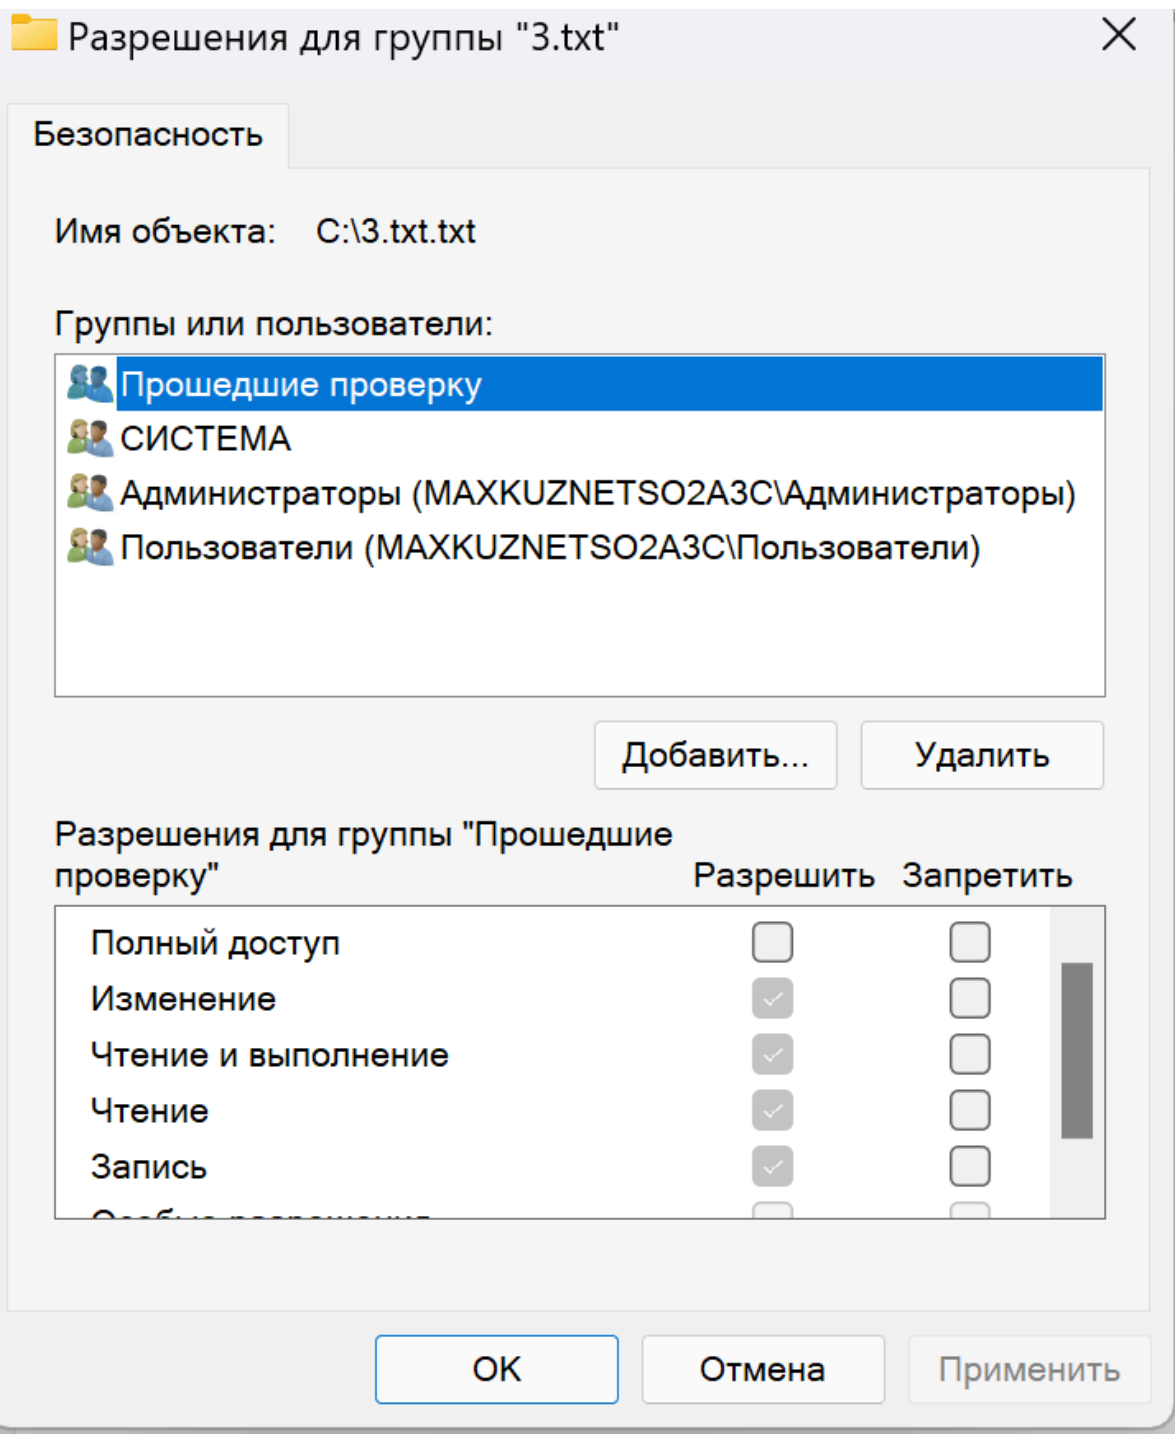 Разрешения для группы "3.txt"
Безопасность
Имя объекта: C:\3.txt.txt
Группы или пользователи:
Прошедшие проверку
СИСТЕМА
Администраторы (MAXKUZNETSO2A3C\Администраторы)
Пользователи (MAXKUZNETSO2A3C\Пользователи)
Добавить... Удалить
Разрешения для группы "Прошедшие
проверку" Разрешить Запретить
Полный доступ
Изменение
Чтение и выполнение
Чтение
Запись
Особые разрешения
OK Отмена Применить